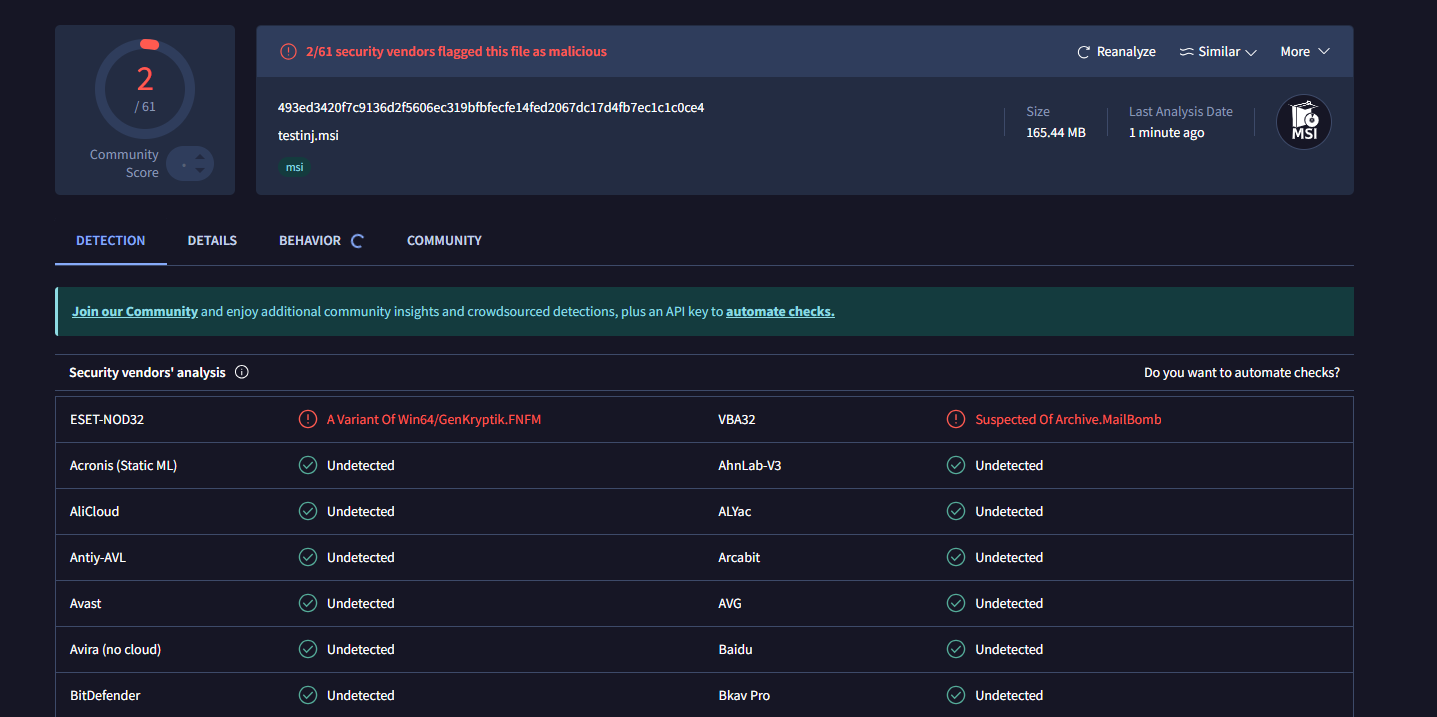 2
/ 61
Community
Score
2/61 security vendors flagged this file as malicious
Reanalyze
Similar
More
493ed3420f7c9136d2f5606ec319bfbfecfe14fed2067dc17d4fb7ec1c1c0ce4
testinj.msi
msi
Size
165.44 MB
Last Analysis Date
1 minute ago
MSI
DETECTION
DETAILS
BEHAVIOR
COMMUNITY
Join our Community and enjoy additional community insights and crowdsourced detections, plus an API key to automate checks.
Security vendors' analysis
Do you want to automate checks?
ESET-NOD32
A Variant Of Win64/GenKryptik.FNFM
VBA32
Suspected Of Archive.MailBomb
Acronis (Static ML)
Undetected
AhnLab-V3
Undetected
AliCloud
Undetected
ALYac
Undetected
Antiy-AVL
Undetected
Arcabit
Undetected
Avast
Undetected
AVG
Undetected
Avira (no cloud)
Undetected
Baidu
Undetected
BitDefender
Undetected
Bkav Pro
Undetected